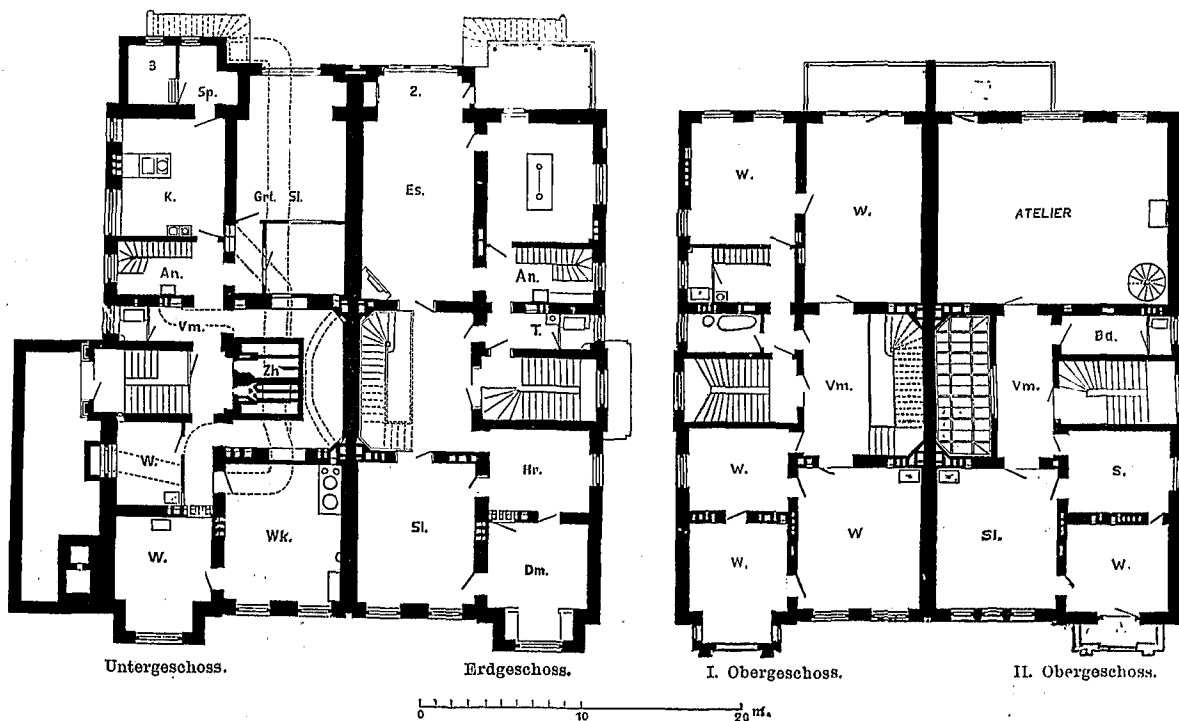 3
Sp.
2.
K.
Grt. Sl.
Es.
W.
W.
ATELIER
An.
An.
Vm.
T.
Bd.
Zh
Vm.
Vm.
W.
Hr.
W.
S.
W.
Wk.
Sl.
Dm.
W.
W
Sl.
W.
Untergeschoss.
Erdgeschoss.
I. Obergeschoss.
II. Obergeschoss.
0 10 20 m.